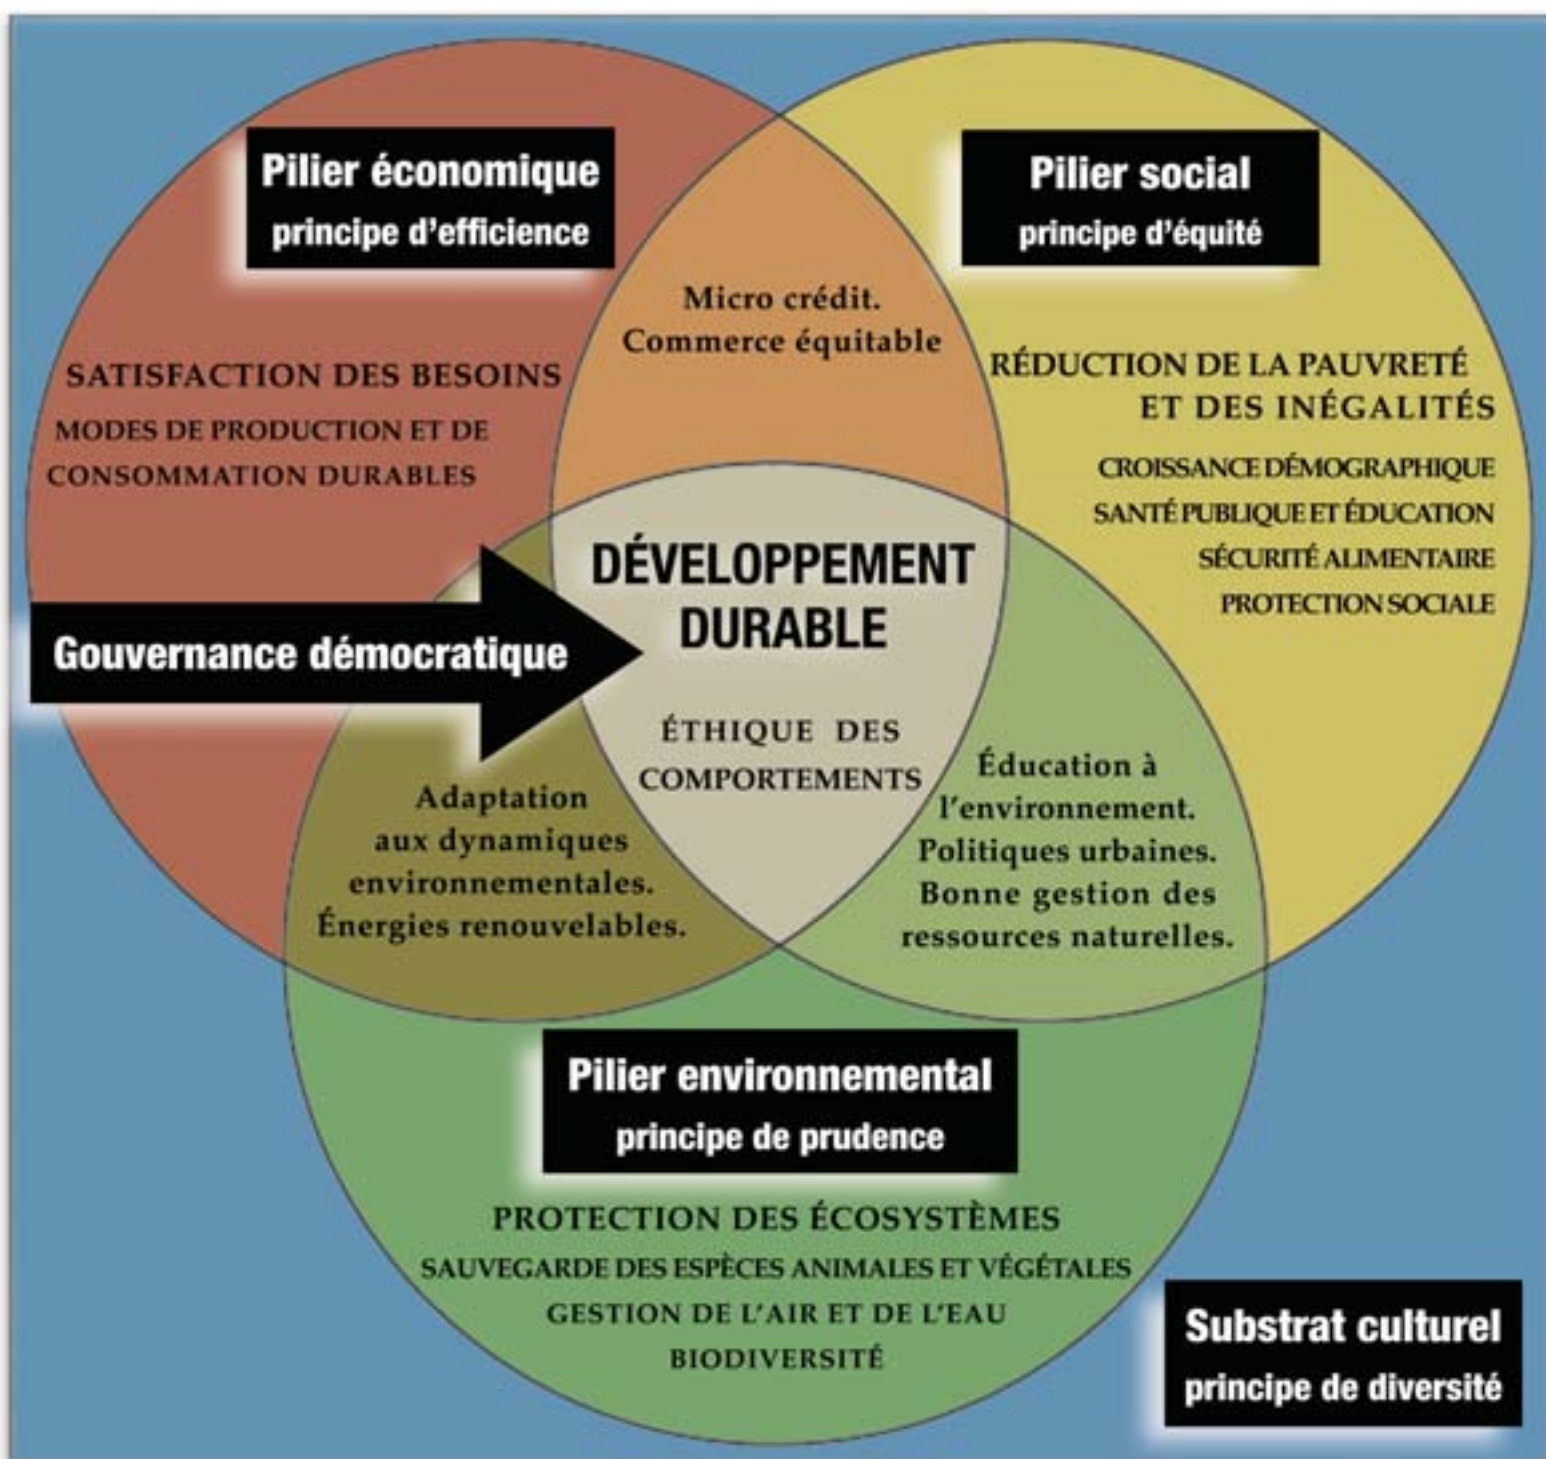 Pilier économique
principe d'efficience
Pilier social
principe d'équité
Micro crédit.
Commerce équitable
SATISFACTION DES BESOINS
MODES DE PRODUCTION ET DE
CONSOMMATION DURABLES
RÉDUCTION DE LA PAUVRETÉ
ET DES INÉGALITÉS
CROISSANCE DÉMOGRAPHIQUE
SANTÉ PUBLIQUE ET ÉDUCATION
SÉCURITÉ ALIMENTAIRE
PROTECTION SOCIALE
DÉVELOPPEMENT
DURABLE
Gouvernance démocratique
ÉTHIQUE DES
COMPORTEMENTS
Adaptation
aux dynamiques
environnementales.
Énergies renouvelables.
Éducation à
l'environnement.
Politiques urbaines.
Bonne gestion des
ressources naturelles.
Pilier environnemental
principe de prudence
PROTECTION DES ÉCOSYSTÈMES
SAUVEGARDE DES ESPÈCES ANIMALES ET VÉGÉTALES
GESTION DE L'AIR ET DE L'EAU
BIODIVERSITÉ
Substrat culturel
principe de diversité